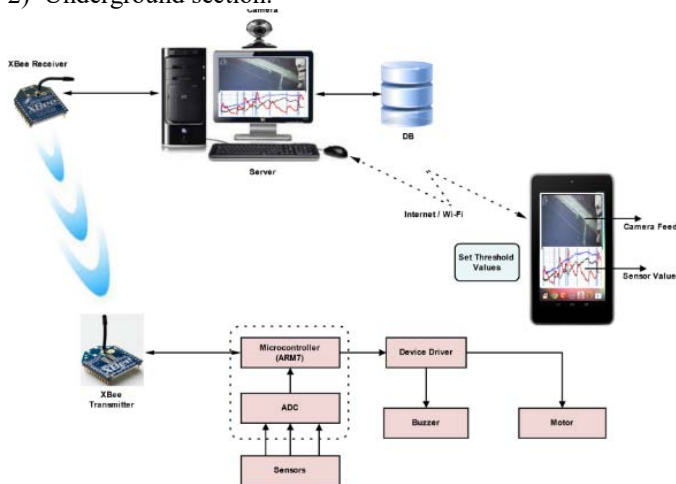 2) Underground section.
Camera
XBee Receiver
DB
Server
Internet / Wi-Fi
Camera Feed
Set Threshold
Values
Sensor Value
Microcontroller
(ARM7)
Device Driver
XBee
Transmitter
ADC
Buzzer
Motor
Sensors